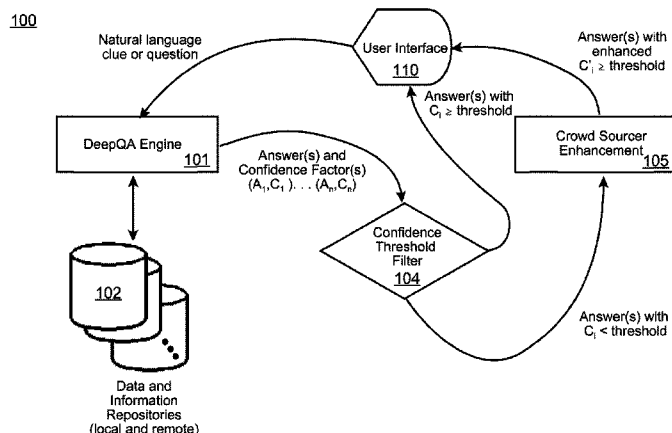 100
Natural language
clue or question
User Interface
110
Answer(s) with
enhanced
C'i ≥ threshold
Answer(s) with
Ci ≥ threshold
DeepQA Engine
101
Answer(s) and
Confidence Factor(s)
(A1,C1) . . . (An,Cn)
Crowd Sourcer
Enhancement
105
Confidence
Threshold
Filter
104
102
Answer(s) with
Ci < threshold
Data and
Information
Repositories
(local and remote)